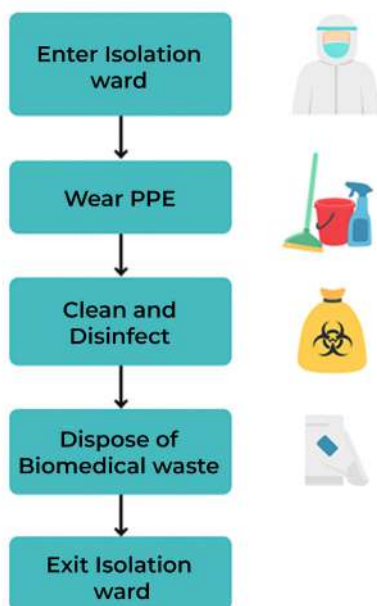 Enter Isolation
ward
Wear PPE
Clean and
Disinfect
Dispose of
Biomedical waste
Exit Isolation
ward